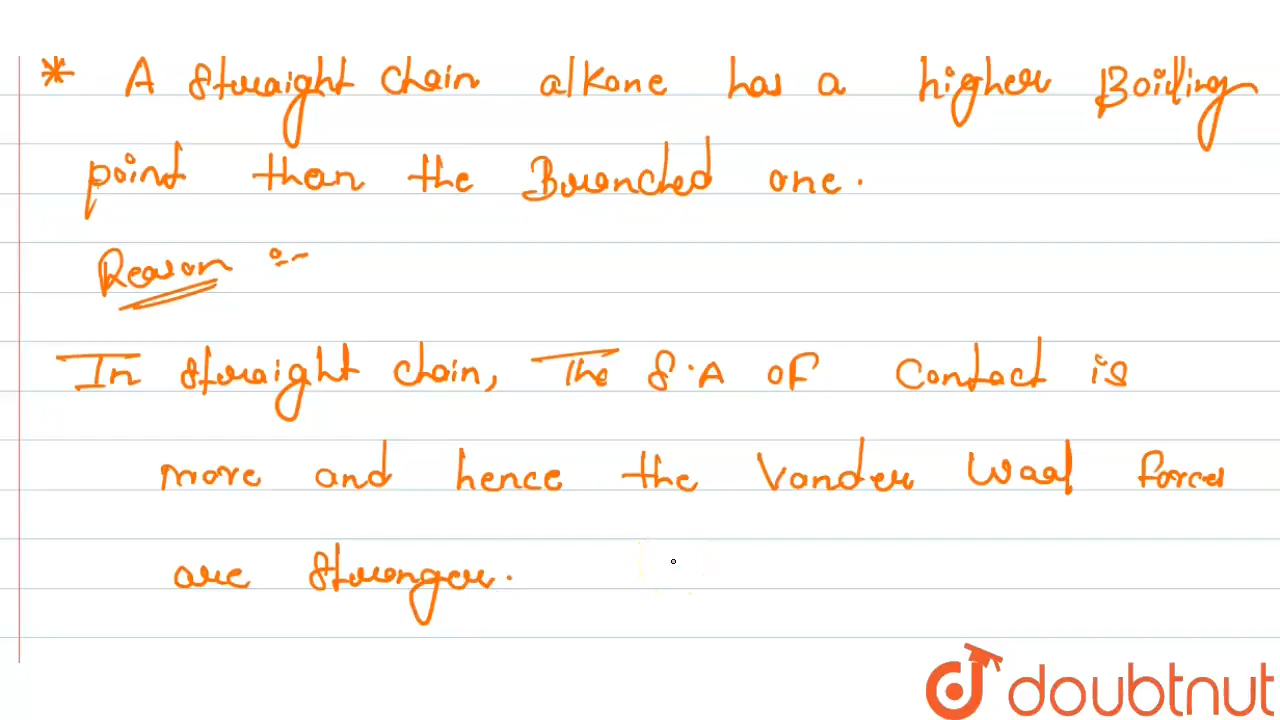 * A straight chain alkane has a higher Boiling
point than the Branched one.
Reason :-
In straight chain, The S.A OF Contact is
more and hence the Vander Waal forces
are stronger.
doubtnut